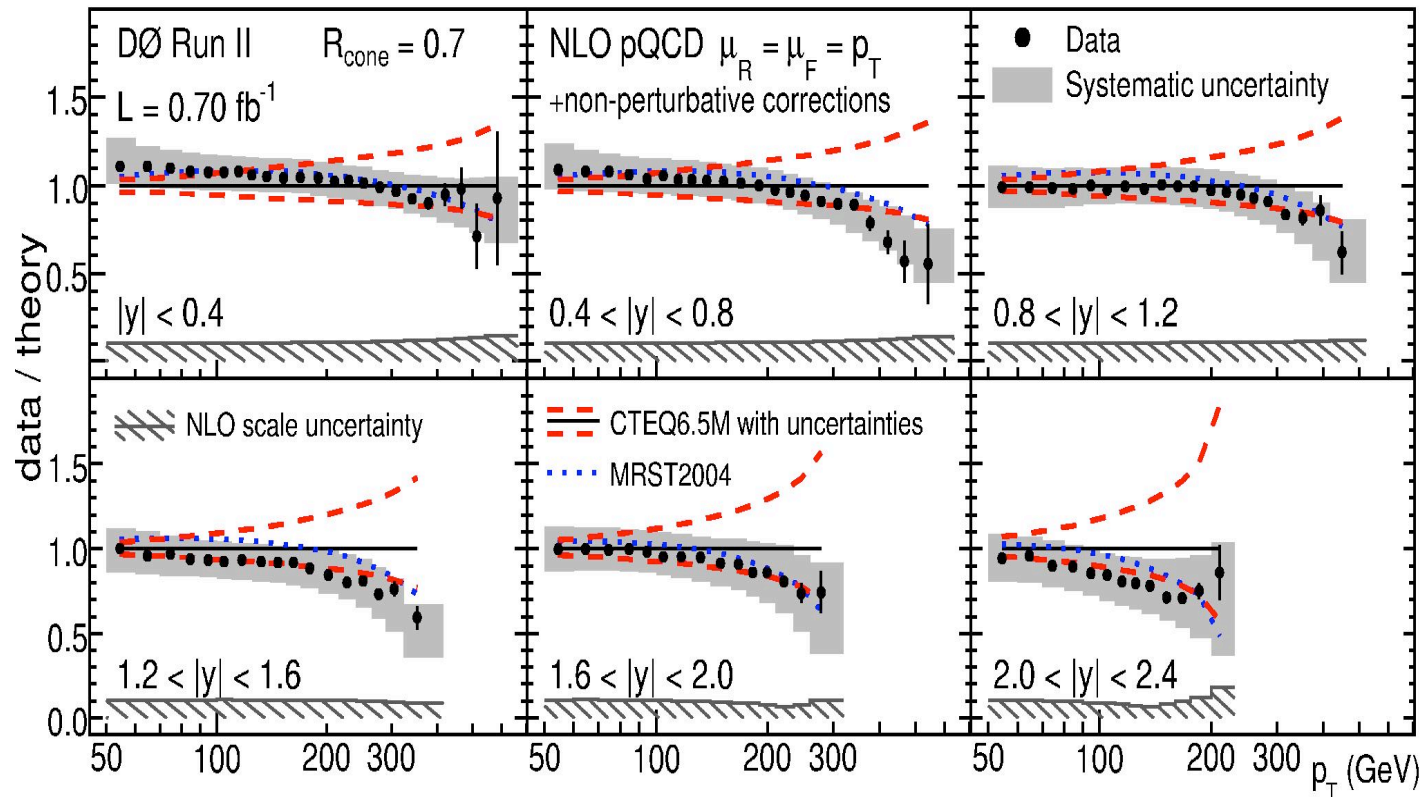 DØ Run II R_cone = 0.7
L = 0.70 fb⁻¹
NLO pQCD μ_R = μ_F = p_T
+non-perturbative corrections
Data
Systematic uncertainty
1.5
1.0
0.5
|y| < 0.4
0.4 < |y| < 0.8
0.8 < |y| < 1.2
data / theory
NLO scale uncertainty
CTEQ6.5M with uncertainties
MRST2004
1.5
1.0
0.5
0.0
1.2 < |y| < 1.6
1.6 < |y| < 2.0
2.0 < |y| < 2.4
50 100 200 300
50 100 200 300
50 100 200 300
p_T (GeV)